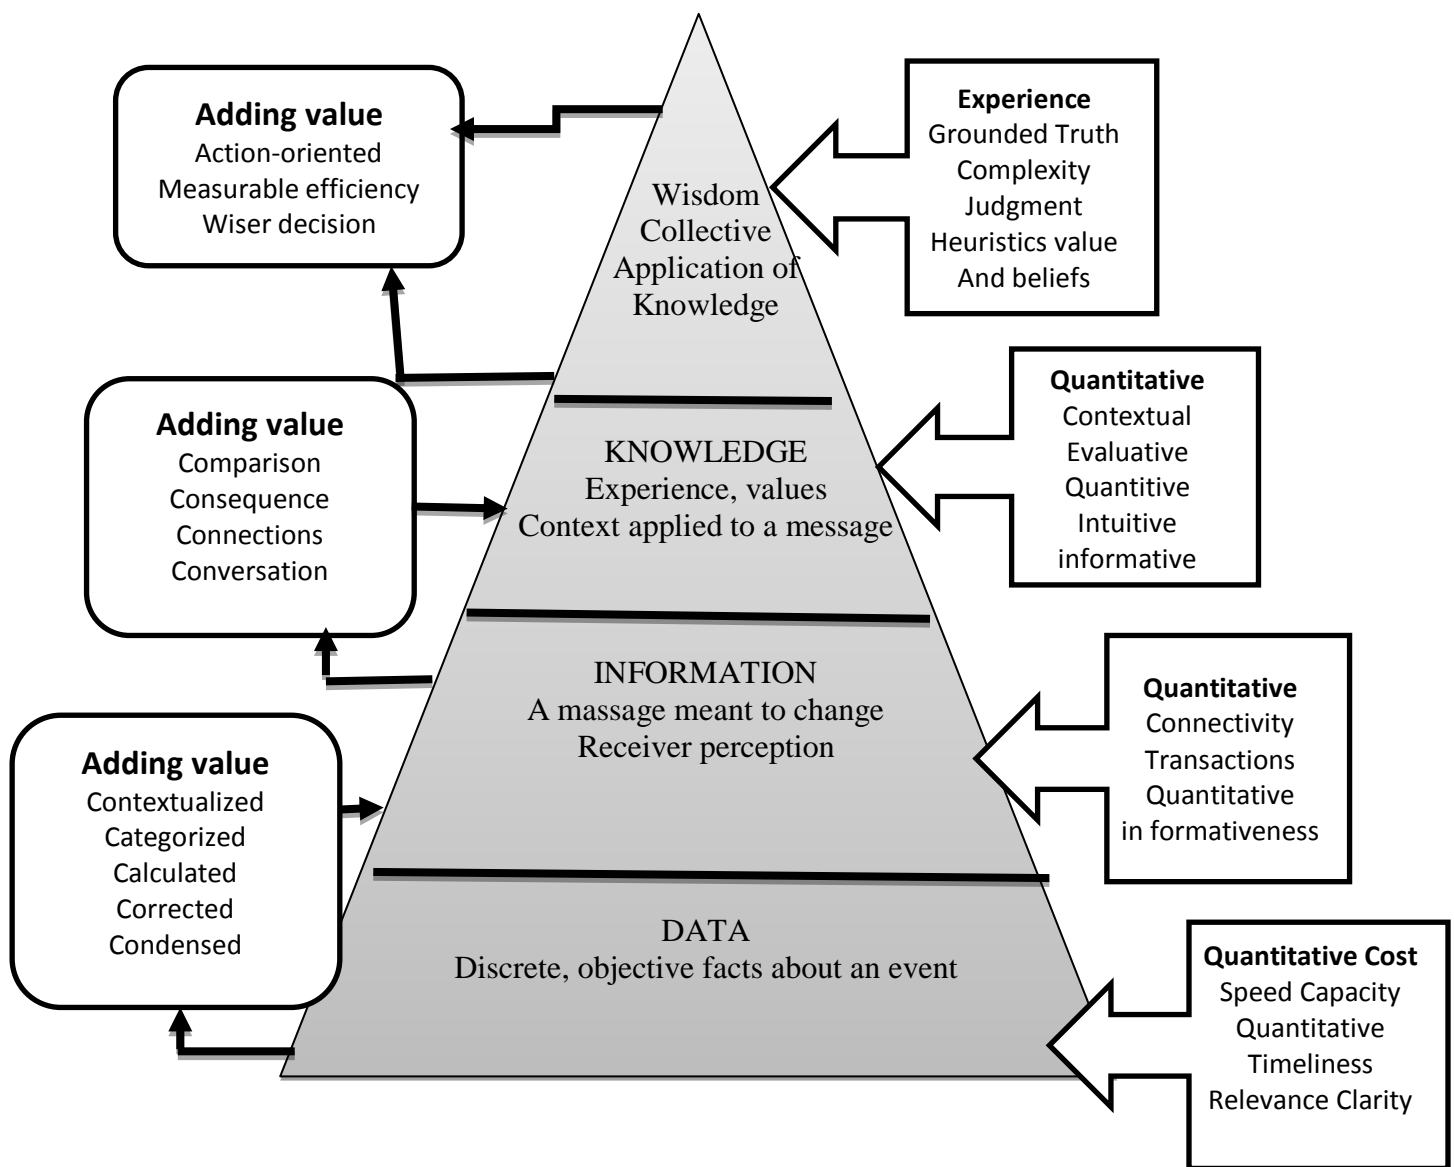 Adding value
Action-oriented
Measurable efficiency
Wiser decision
Experience
Grounded Truth
Complexity
Judgment
Heuristics value
And beliefs
Wisdom
Collective
Application of
Knowledge
Adding value
Comparison
Consequence
Connections
Conversation
KNOWLEDGE
Experience, values
Context applied to a message
Quantitative
Contextual
Evaluative
Quantitive
Intuitive
informative
INFORMATION
A massage meant to change
Receiver perception
Quantitative
Connectivity
Transactions
Quantitative
in formativeness
Adding value
Contextualized
Categorized
Calculated
Corrected
Condensed
DATA
Discrete, objective facts about an event
Quantitative Cost
Speed Capacity
Quantitative
Timeliness
Relevance Clarity